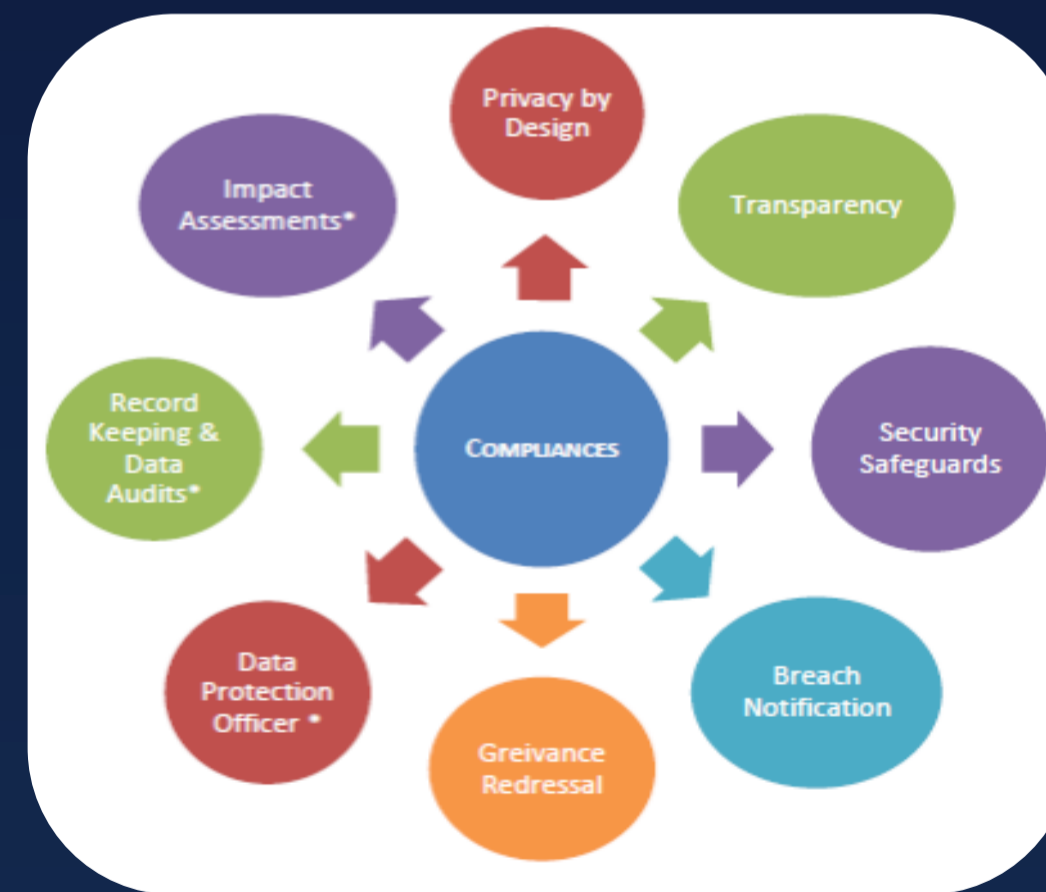 Privacy by
Design
Transparency
Security
Safeguards
Breach
Notification
Greivance
Redressal
Data
Protection
Officer *
Record
Keeping &
Data
Audits*
Impact
Assessments*
COMPLIANCES